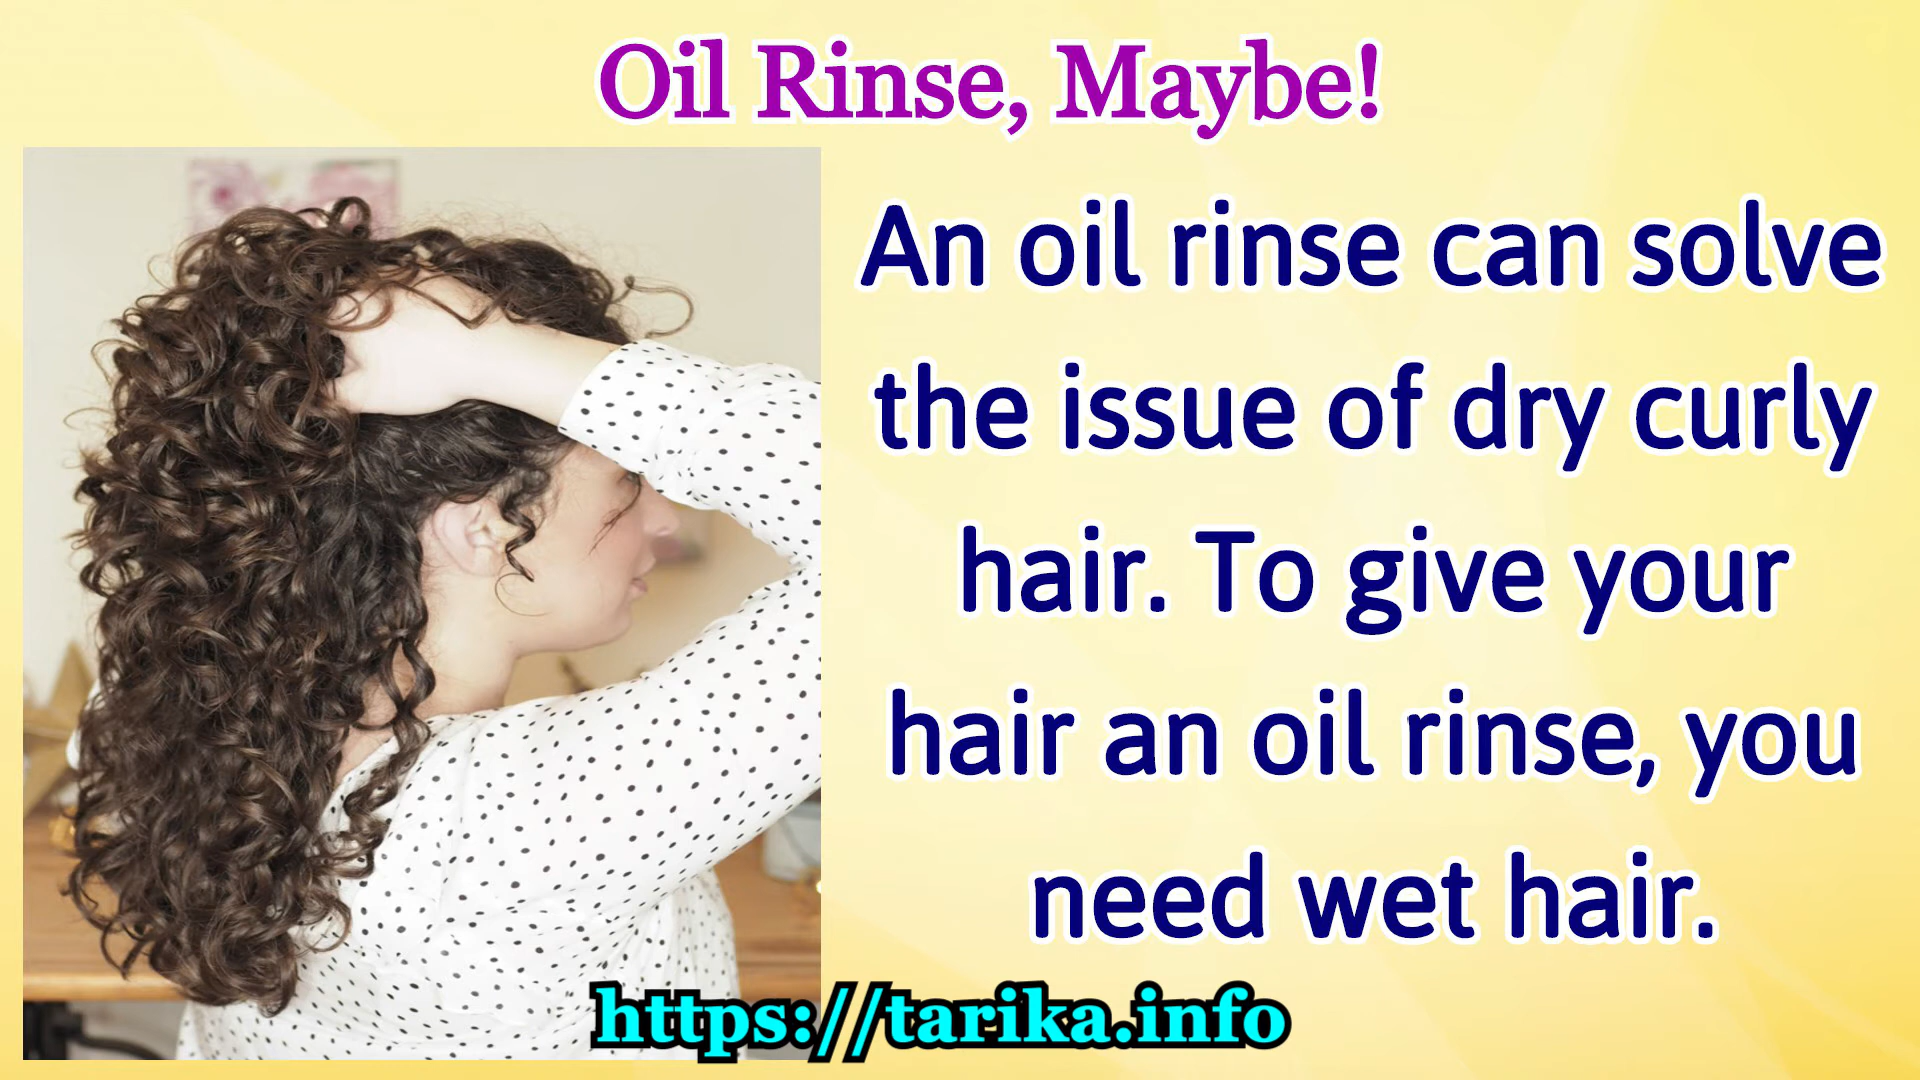 Oil Rinse, Maybe!
An oil rinse can solve
the issue of dry curly
hair. To give your
hair an oil rinse, you
need wet hair.
https://tarika.info